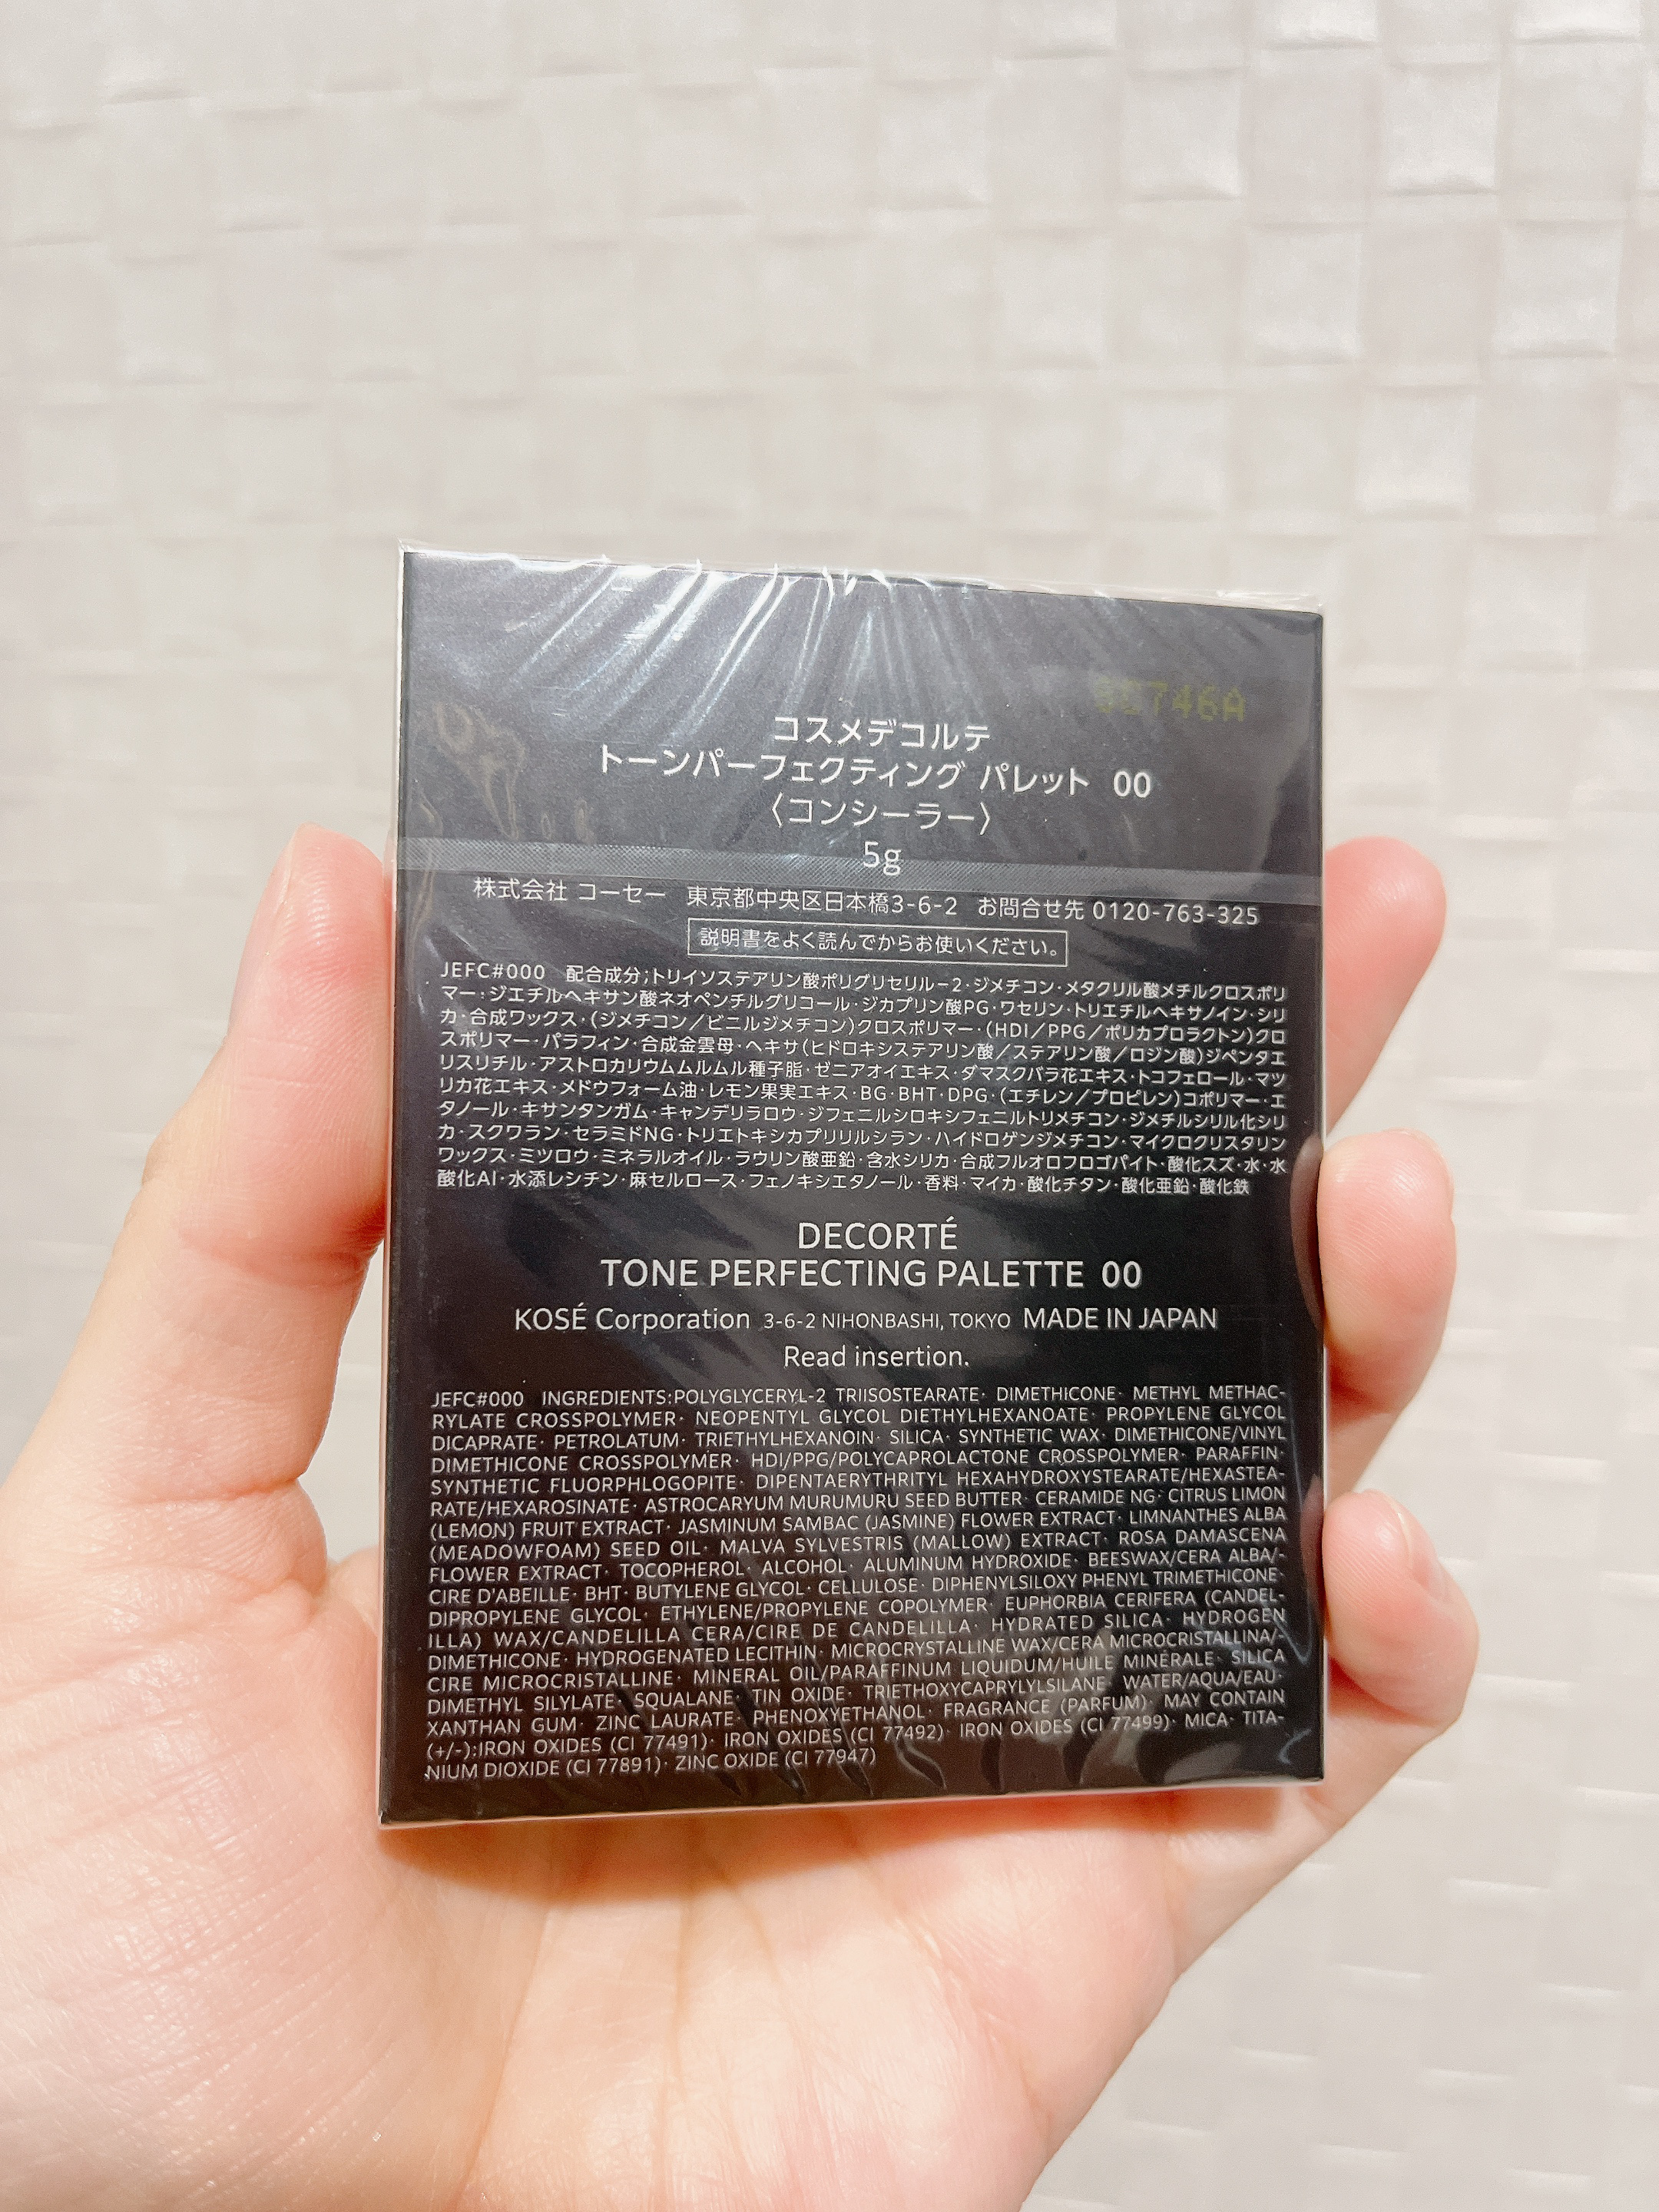 コスメデコルテ
トーンパーフェクティング パレット 00
〈コンシーラー〉
5g
株式会社 コーセー 東京都中央区日本橋3-6-2 お問合せ先 0120-763-325
説明書をよく読んでからお使いください。
JEFC#000 配合成分;トリイソステアリン酸ポリグリセリル-2・ジメチコン・メタクリル酸メチルクロスポリ
マー:ジエチルヘキサン酸ネオペンチルグリコール・ジカプリン酸PG・ワセリン・トリエチルヘキサノイン・シリ
カ・合成ワックス・(ジメチコン/ビニルジメチコン)クロスポリマー・(HDI/PPG/ポリカプロラクトン)クロ
スポリマー・パラフィン・合成金雲母・ヘキサ(ヒドロキシステアリン酸/ステアリン酸/ロジン酸)ジペンタエ
リスリチル・アストロカリウムムルムル種子脂・ゼニアオイエキス・ダマスクバラ花エキス・トコフェロール・マツ
リカ花エキス・メドウフォーム油・レモン果実エキス・BG・BHT・DPG・(エチレン/プロピレン)コポリマー・エ
タノール・キサンタンガム・キャンデリラロウ・ジフェニルシロキシフェニルトリメチコン・ジメチルシリル化シリ
カ・スクワラン・セラミドNG・トリエトキシカプリリルシラン・ハイドロゲンジメチコン・マイクロクリスタリン
ワックス・ミツロウ・ミネラルオイル・ラウリン酸亜鉛・含水シリカ・合成フルオロフロゴパイト・酸化スズ・水・水
酸化Al・水添レシチン・麻セルロース・フェノキシエタノール・香料・マイカ・酸化チタン・酸化亜鉛・酸化鉄
DECORTÉ
TONE PERFECTING PALETTE 00
KOSÉ Corporation 3-6-2 NIHONBASHI, TOKYO MADE IN JAPAN
Read insertion.
JEFC#000 INGREDIENTS:POLYGLYCERYL-2 TRIISOSTEARATE· DIMETHICONE· METHYL METHAC-
RYLATE CROSSPOLYMER· NEOPENTYL GLYCOL DIETHYLHEXANOATE· PROPYLENE GLYCOL
DICAPRATE· PETROLATUM· TRIETHYLHEXANOIN· SILICA· SYNTHETIC WAX· DIMETHICONE/VINYL
DIMETHICONE CROSSPOLYMER· HDI/PPG/POLYCAPROLACTONE CROSSPOLYMER· PARAFFIN·
SYNTHETIC FLUORPHLOGOPITE· DIPENTAERYTHRITYL HEXAHYDROXYSTEARATE/HEXASTEA-
RATE/HEXAROSINATE· ASTROCARYUM MURUMURU SEED BUTTER· CERAMIDE NG· CITRUS LIMON
(LEMON) FRUIT EXTRACT· JASMINUM SAMBAC (JASMINE) FLOWER EXTRACT· LIMNANTHES ALBA
(MEADOWFOAM) SEED OIL· MALVA SYLVESTRIS (MALLOW) EXTRACT· ROSA DAMASCENA
FLOWER EXTRACT· TOCOPHEROL· ALCOHOL· ALUMINUM HYDROXIDE· BEESWAX/CERA ALBA/-
CIRE D'ABEILLE· BHT· BUTYLENE GLYCOL· CELLULOSE· DIPHENYLSILOXY PHENYL TRIMETHICONE·
DIPROPYLENE GLYCOL· ETHYLENE/PROPYLENE COPOLYMER· EUPHORBIA CERIFERA (CANDEL-
ILLA) WAX/CANDELILLA CERA/CIRE DE CANDELILLA· HYDRATED SILICA· HYDROGEN
DIMETHICONE· HYDROGENATED LECITHIN· MICROCRYSTALLINE WAX/CERA MICROCRISTALLINA/-
CIRE MICROCRISTALLINE· MINERAL OIL/PARAFFINUM LIQUIDUM/HUILE MINÉRALE· SILICA
DIMETHYL SILYLATE· SQUALANE· TIN OXIDE· TRIETHOXYCAPRYLYLSILANE· WATER/AQUA/EAU·
XANTHAN GUM· ZINC LAURATE· PHENOXYETHANOL· FRAGRANCE (PARFUM)· MAY CONTAIN
(+/-):IRON OXIDES (CI 77491)· IRON OXIDES (CI 77492)· IRON OXIDES (CI 77499)· MICA· TITA-
NIUM DIOXIDE (CI 77891)· ZINC OXIDE (CI 77947)